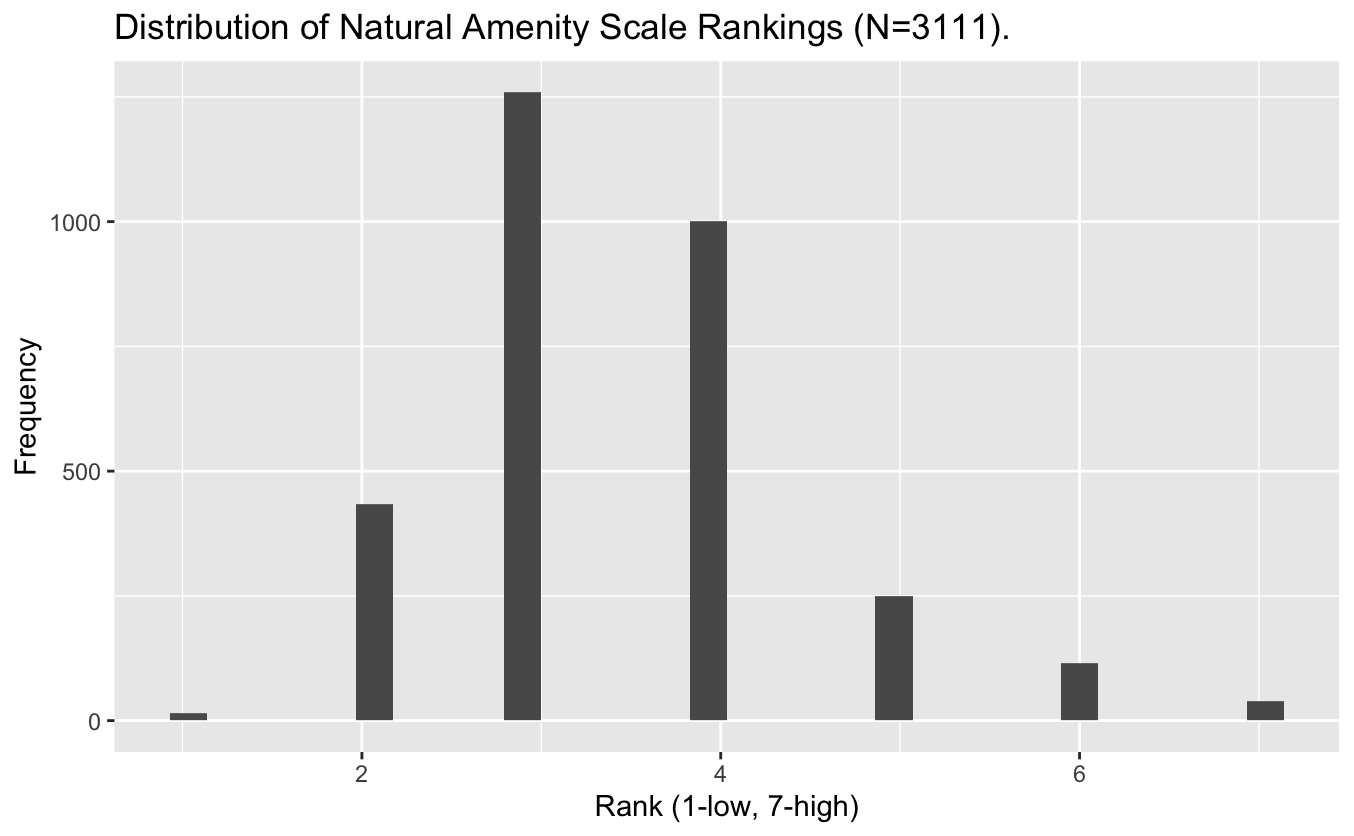 Distribution of Natural Amenity Scale Rankings (N=3111).
Frequency
1000
500
0
2 4 6
Rank (1-low, 7-high)